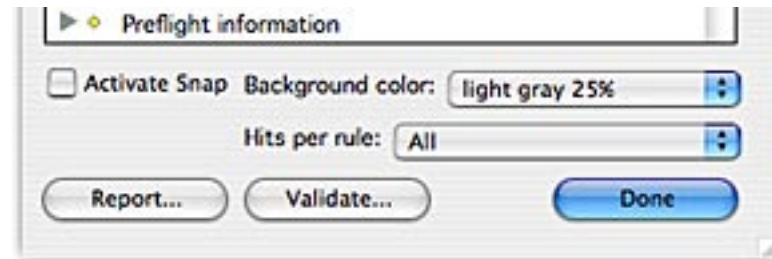 Preflight information
Activate Snap Background color: light gray 25%
Hits per rule: All
Report... Validate... Done